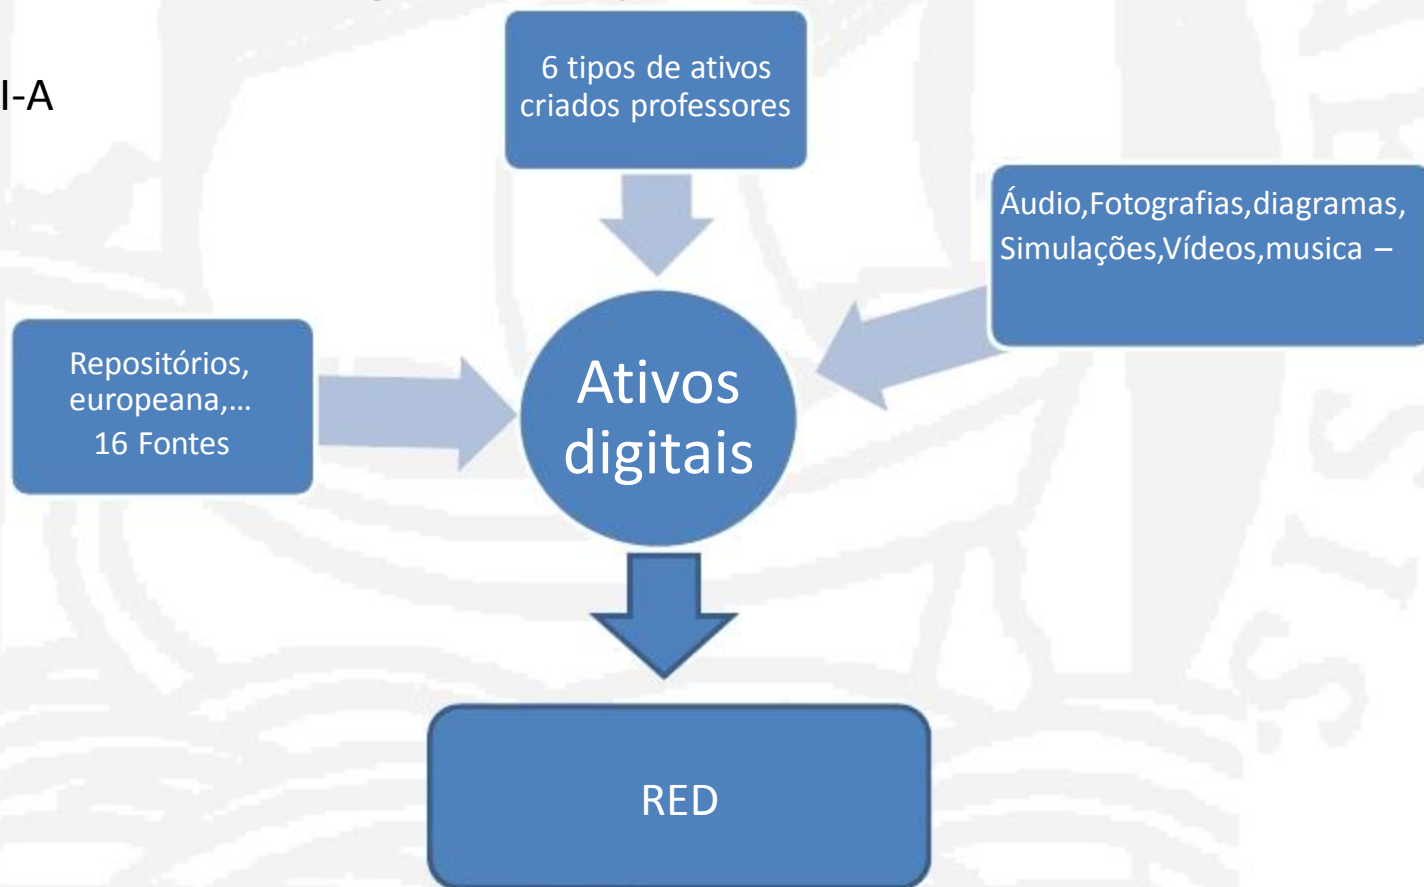 I-A
6 tipos de ativos
criados professores
Áudio,Fotografias,diagramas,
Simulações,Vídeos,musica –
Repositórios,
europeana,...
16 Fontes
Ativos
digitais
RED